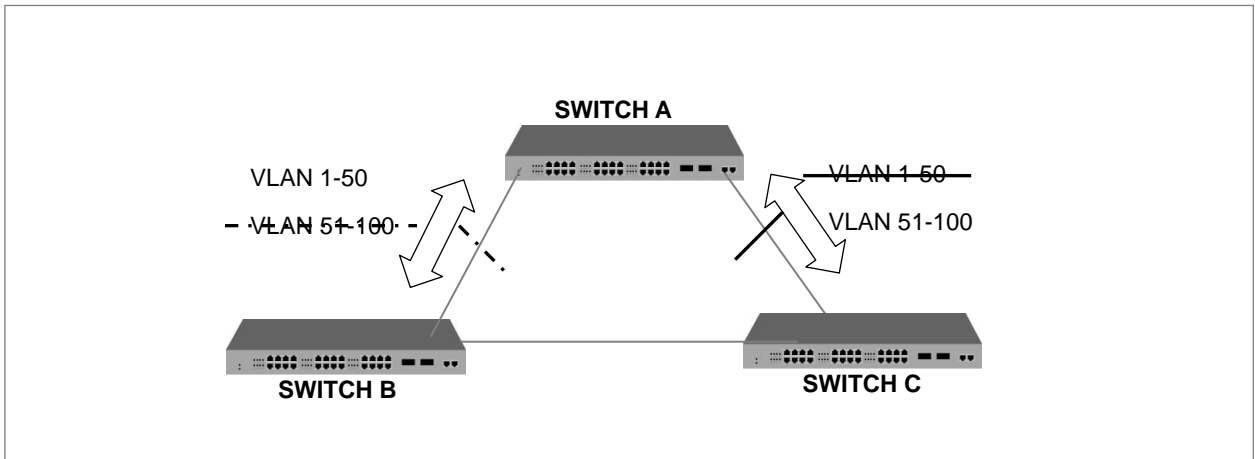 SWITCH A
VLAN 1-50
VLAN 51-100
VLAN 1-50
VLAN 51-100
SWITCH B
SWITCH C